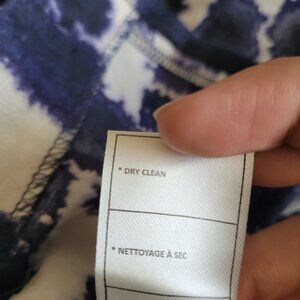 * DRY CLEAN
* NETTOYAGE À SEC